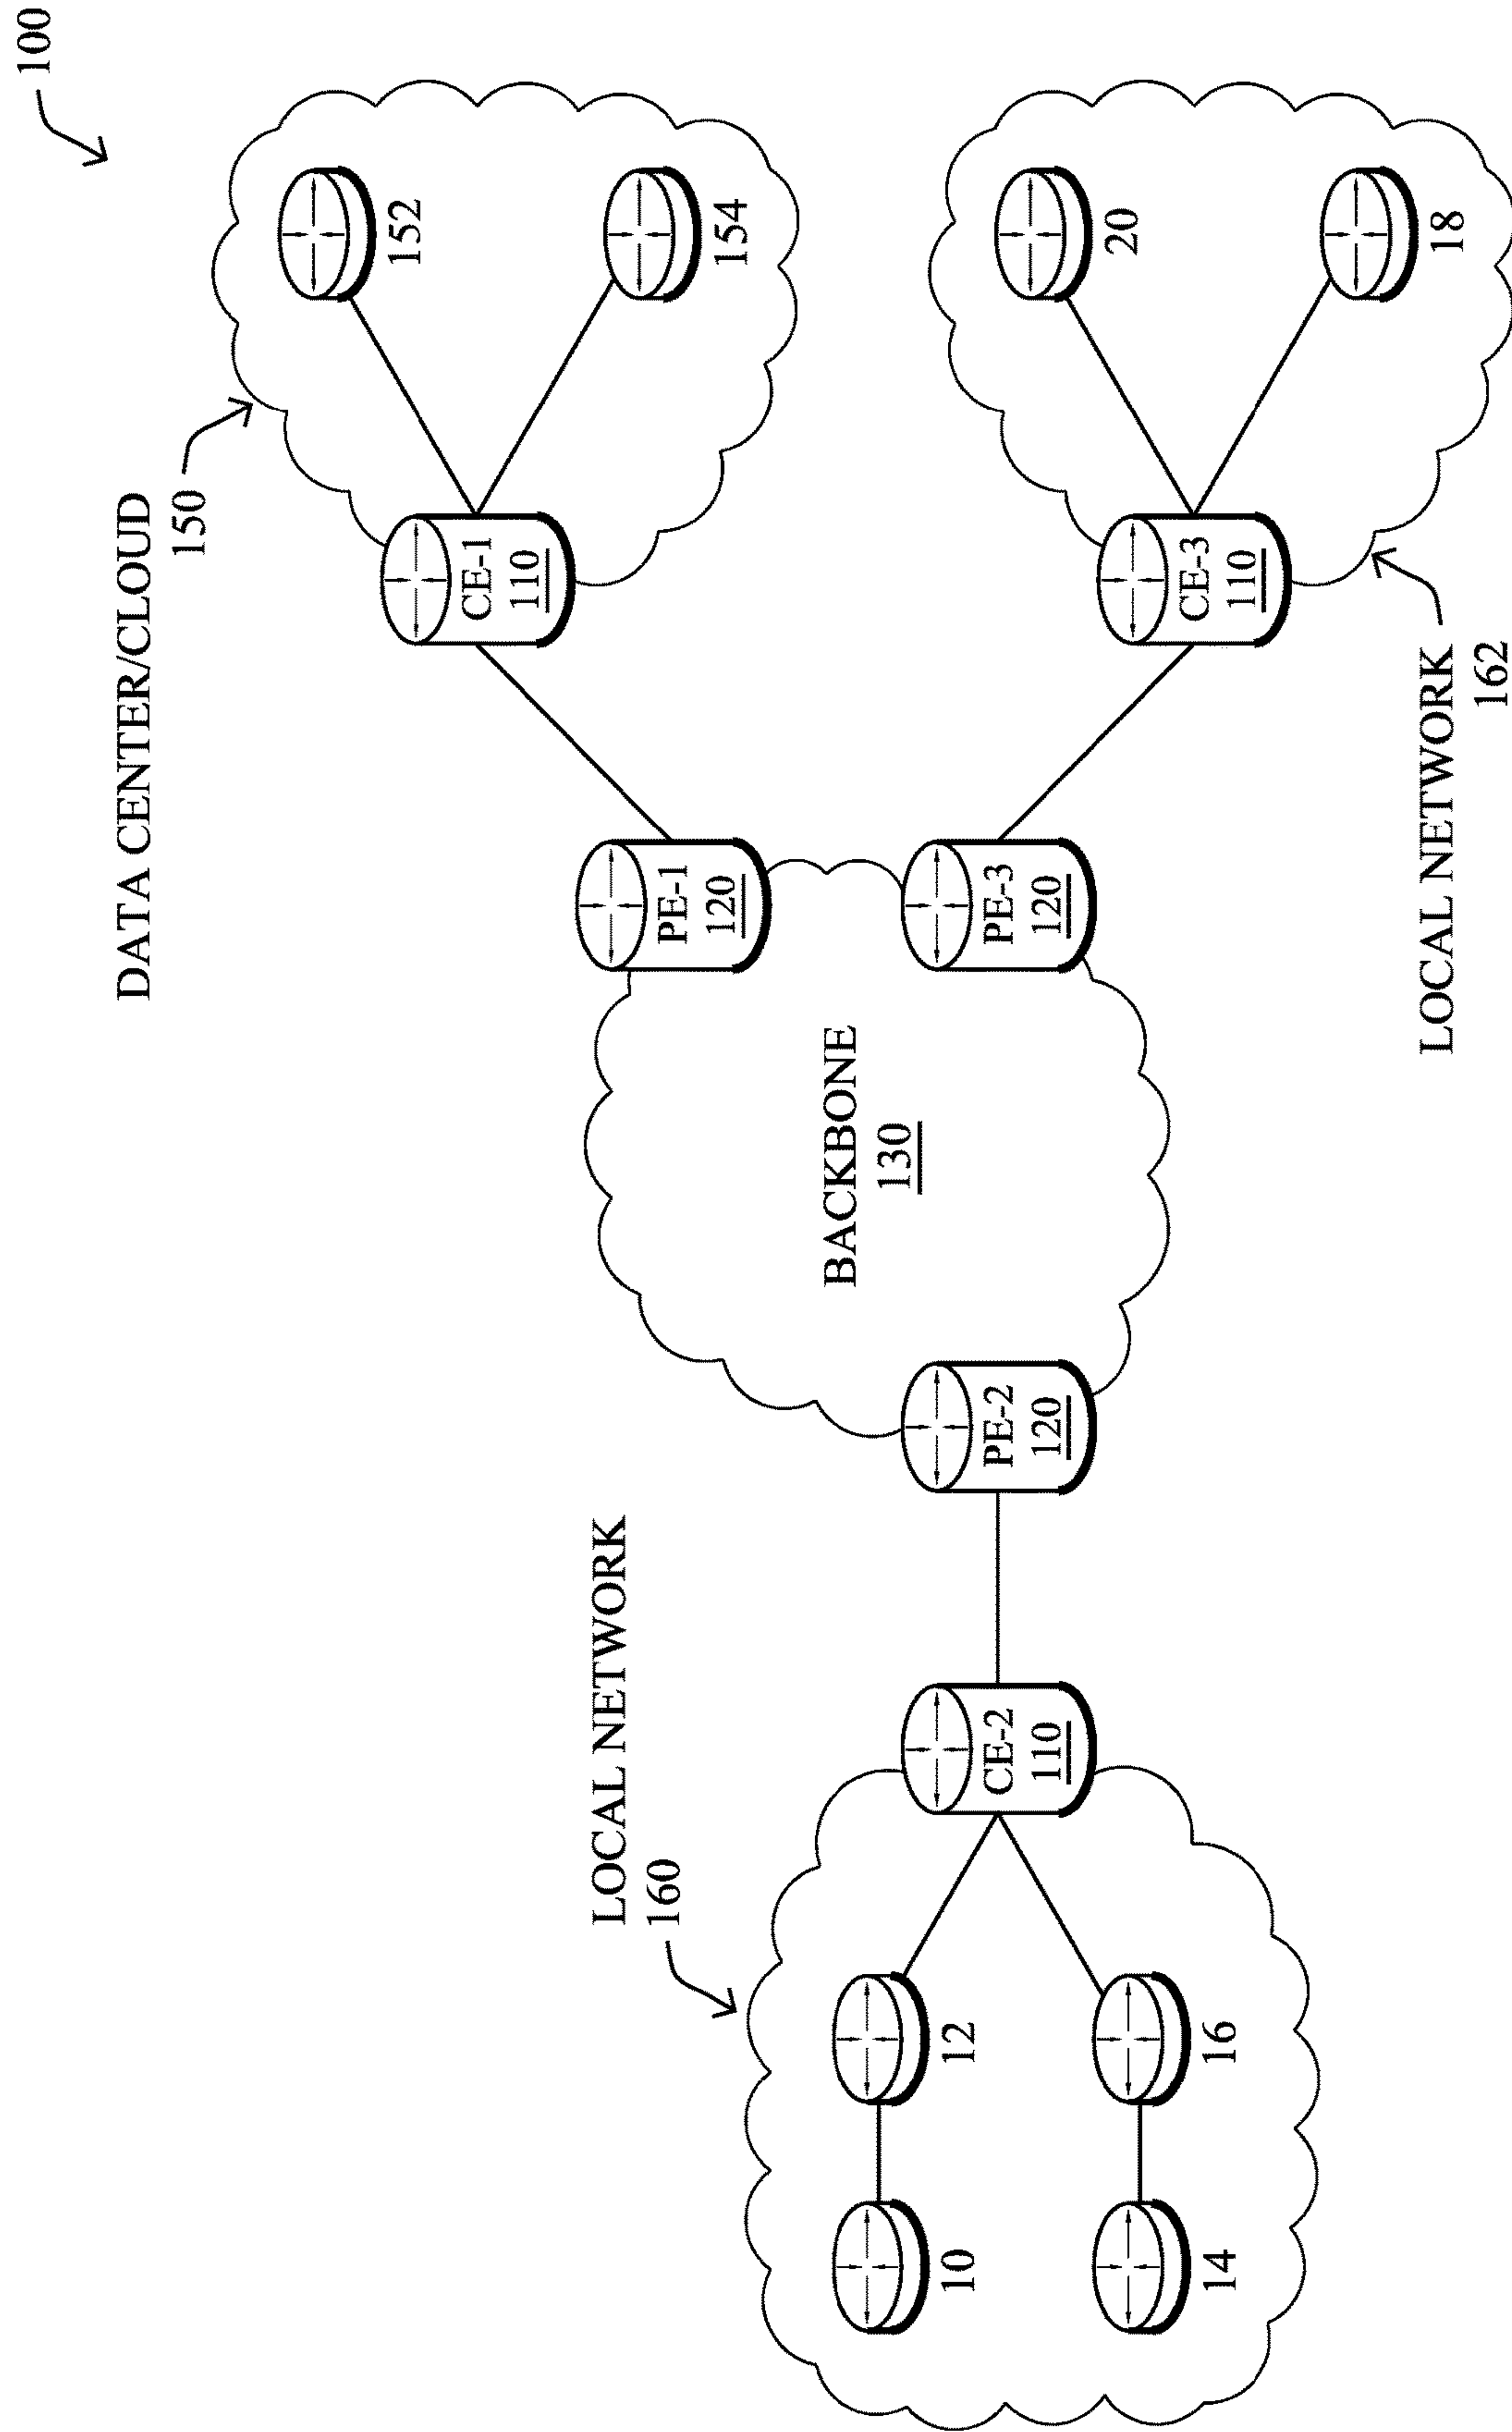 100
DATA CENTER/CLOUD
150
152
154
CE-1
110
PE-1
120
LOCAL NETWORK
160
BACKBONE
130
10
12
14
16
CE-2
110
PE-2
120
PE-3
120
CE-3
110
20
18
LOCAL NETWORK
162